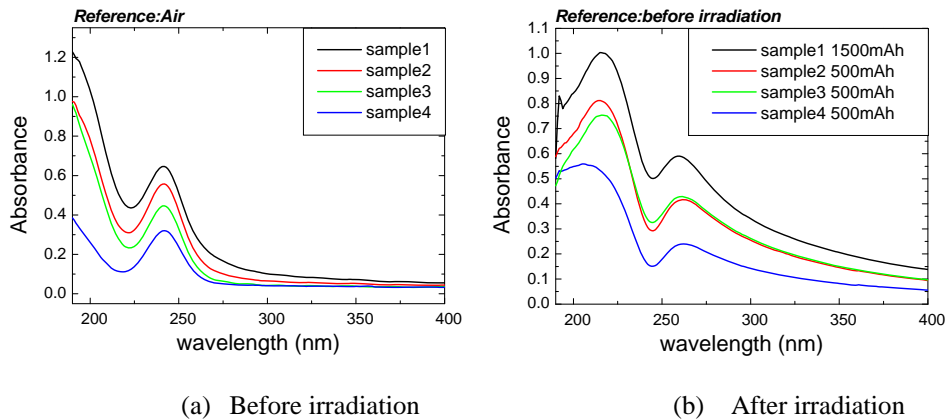 Reference:Air
sample1
sample2
sample3
sample4
1.2
1.0
0.8
0.6
0.4
0.2
0.0
Absorbance
200 250 300 350 400
wavelength (nm)
(a) Before irradiation
Reference:before irradiation
sample1 1500mAh
sample2 500mAh
sample3 500mAh
sample4 500mAh
1.1
1.0
0.9
0.8
0.7
0.6
0.5
0.4
0.3
0.2
0.1
0.0
Absorbance
200 250 300 350 400
wavelength (nm)
(b) After irradiation